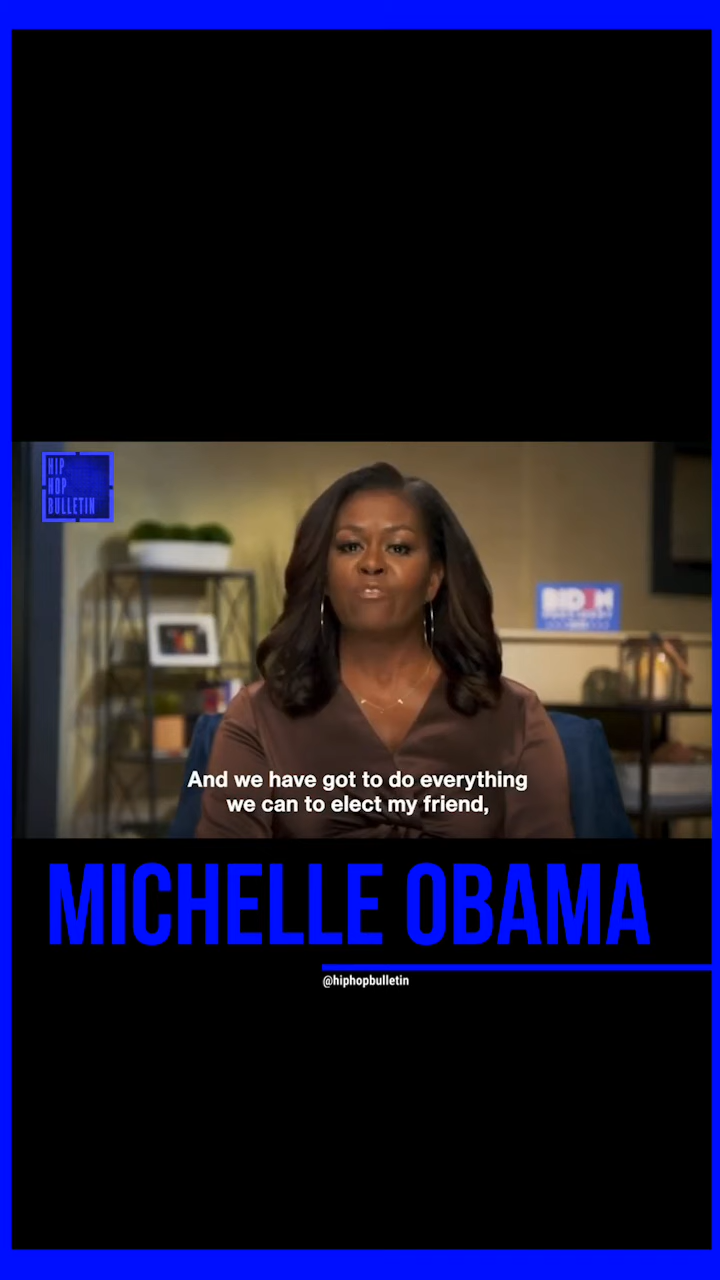 HIP
HOP
BULLETIN
BIDEN
And we have got to do everything
we can to elect my friend,
MICHELLE OBAMA
@hiphopbulletin